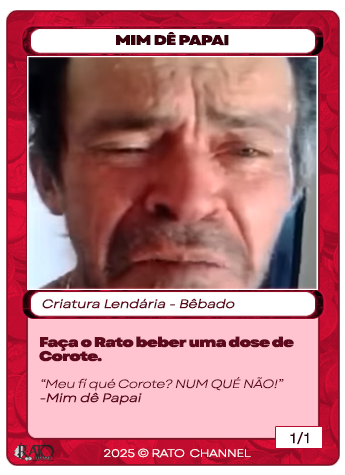 MIM DÊ PAPAI
Criatura Lendária - Bêbado
Faça o Rato beber uma dose de
Corote.
“Meu fí qué Corote? NUM QUÉ NÃO!”
-Mim dê Papai
1/1
RATO
2025 © RATO CHANNEL